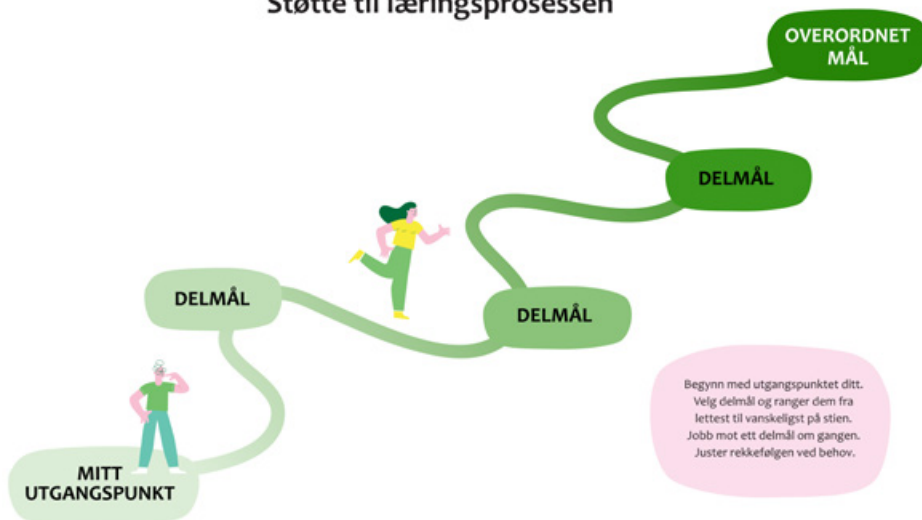 Støtte til læringsprosessen
OVERORDNET
MÅL
DELMÅL
DELMÅL
DELMÅL
MITT
UTGANGSPUNKT
Begynn med utgangspunktet ditt.
Velg delmål og ranger dem fra
lettest til vanskeligst på stien.
Jobb mot ett delmål om gangen.
Juster rekkefølgen ved behov.